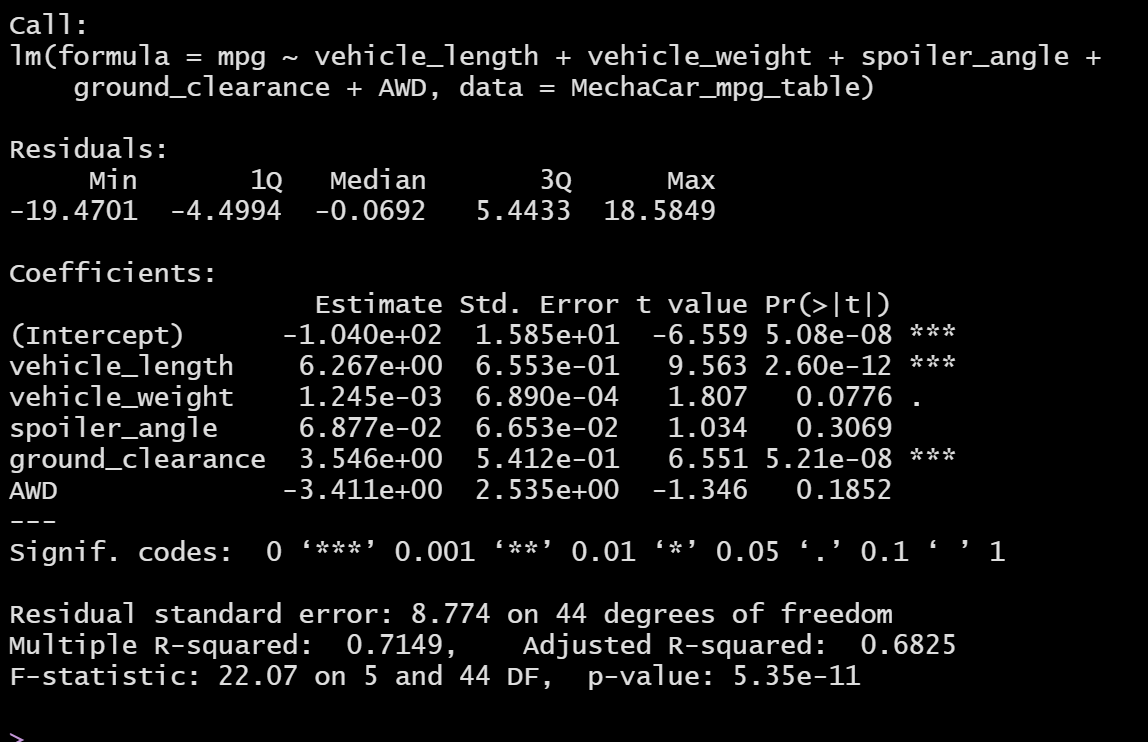 Call:
lm(formula = mpg ~ vehicle_length + vehicle_weight + spoiler_angle +
    ground_clearance + AWD, data = MechaCar_mpg_table)

Residuals:
     Min       1Q   Median       3Q      Max
-19.4701  -4.4994  -0.0692   5.4433  18.5849

Coefficients:
                   Estimate Std. Error t value Pr(>|t|)
(Intercept)      -1.040e+02  1.585e+01  -6.559 5.08e-08 ***
vehicle_length    6.267e+00  6.553e-01   9.563 2.60e-12 ***
vehicle_weight    1.245e-03  6.890e-04   1.807   0.0776 .
spoiler_angle     6.877e-02  6.653e-02   1.034   0.3069
ground_clearance  3.546e+00  5.412e-01   6.551 5.21e-08 ***
AWD              -3.411e+00  2.535e+00  -1.346   0.1852
---
Signif. codes:  0 ‘***’ 0.001 ‘**’ 0.01 ‘*’ 0.05 ‘.’ 0.1 ‘ ’ 1

Residual standard error: 8.774 on 44 degrees of freedom
Multiple R-squared:  0.7149,	Adjusted R-squared:  0.6825
F-statistic: 22.07 on 5 and 44 DF,  p-value: 5.35e-11

>